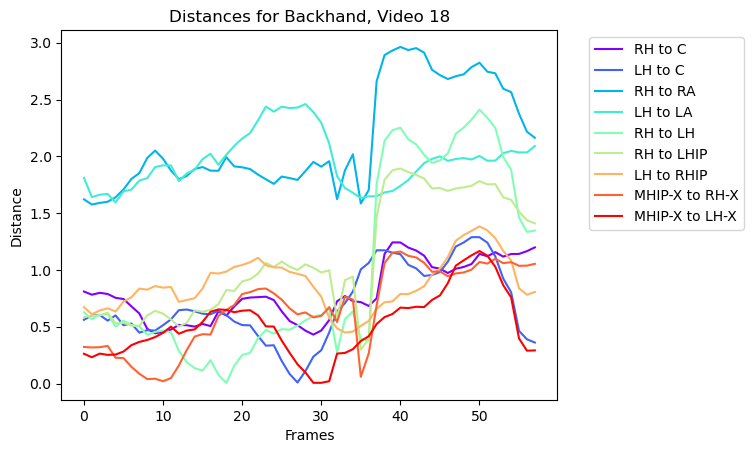 Distances for Backhand, Video 18
3.0
2.5
2.0
1.5
1.0
0.5
0.0
Distance
0 10 20 30 40 50
Frames
RH to C
LH to C
RH to RA
LH to LA
RH to LH
RH to LHIP
LH to RHIP
MHIP-X to RH-X
MHIP-X to LH-X